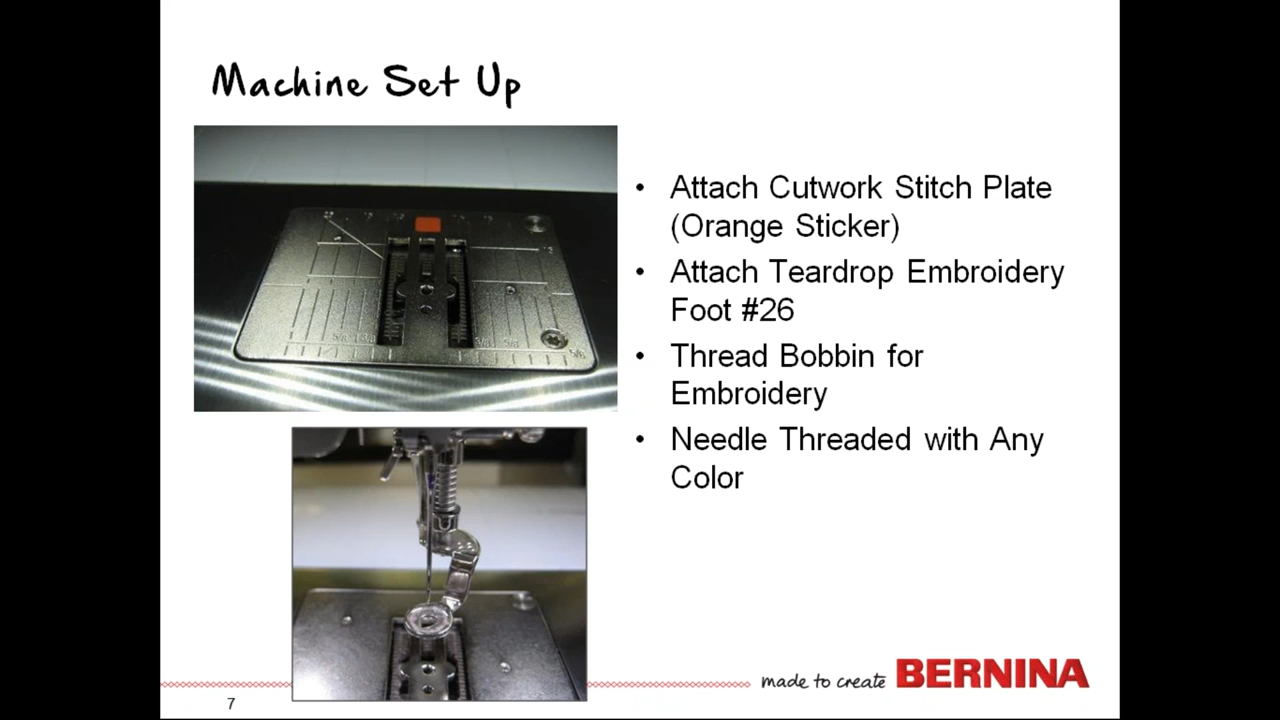 Machine Set Up
• Attach Cutwork Stitch Plate
(Orange Sticker)
• Attach Teardrop Embroidery
Foot #26
• Thread Bobbin for
Embroidery
• Needle Threaded with Any
Color
made to create BERNINA
7